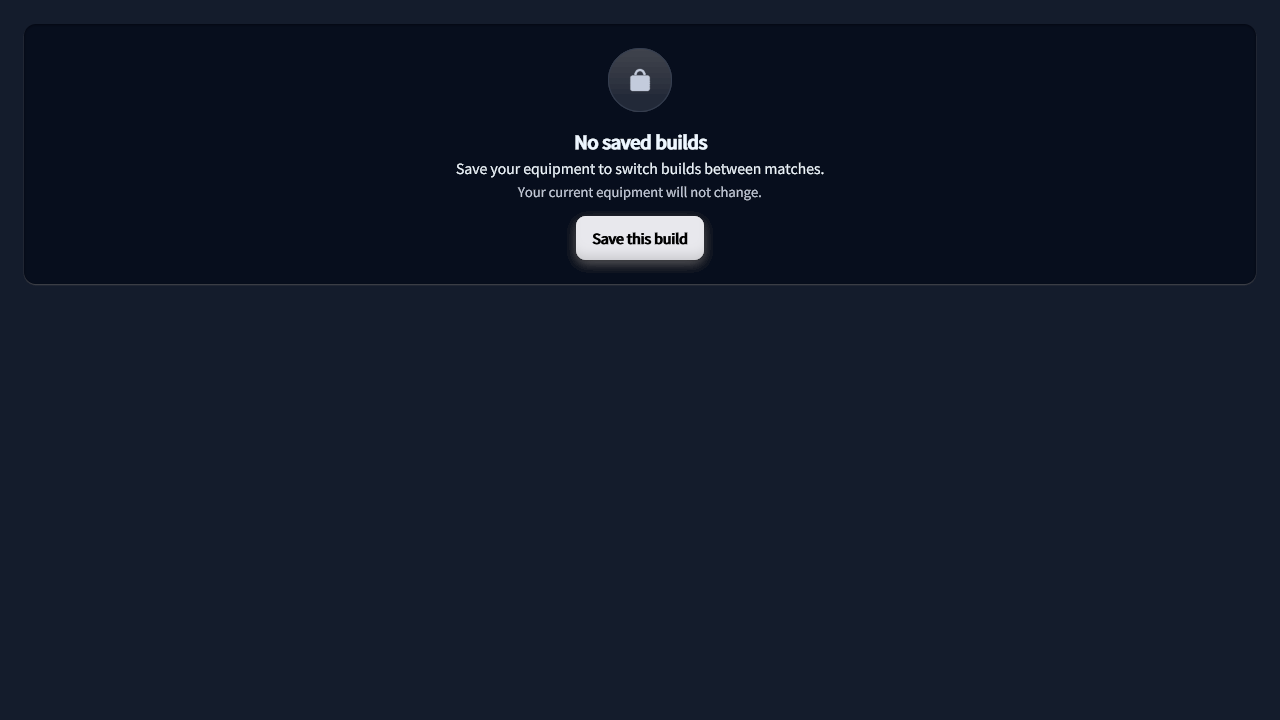 No saved builds
Save your equipment to switch builds between matches.
Your current equipment will not change.
Save this build